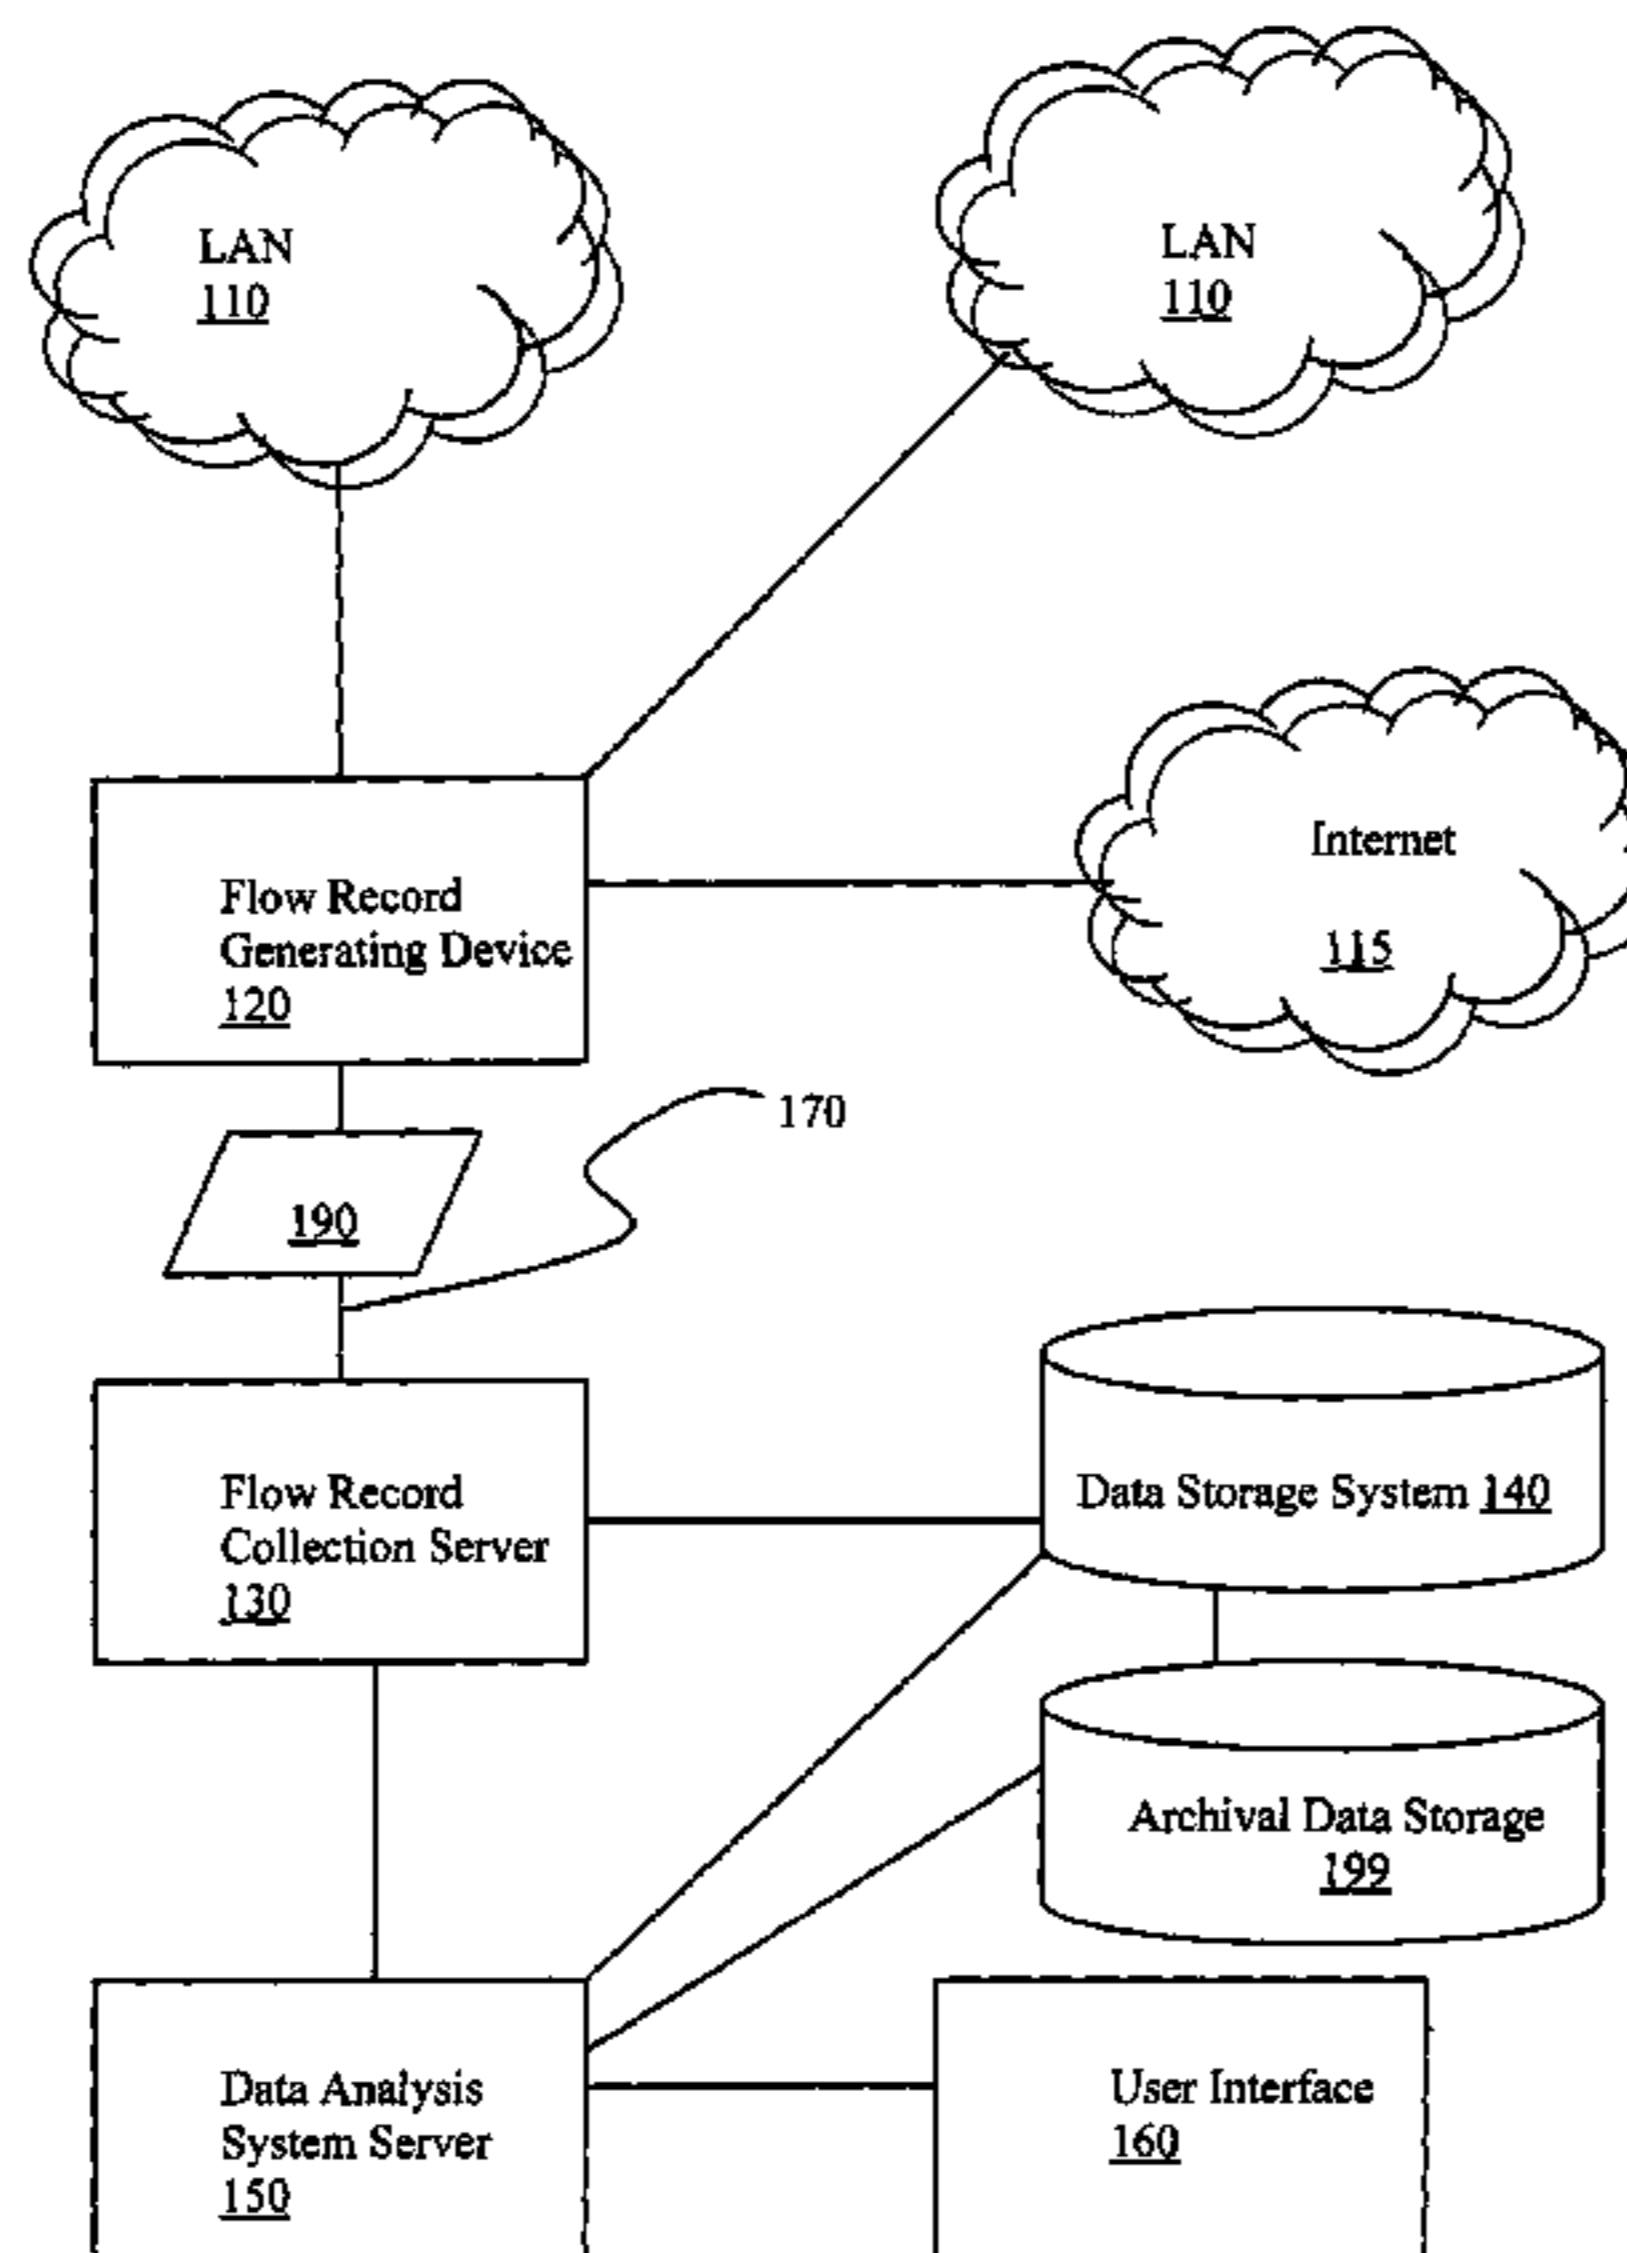 LAN
110
LAN
110
Internet
115
Flow Record
Generating Device
120
170
190
Flow Record
Collection Server
130
Data Storage System 140
Archival Data Storage
199
Data Analysis
System Server
150
User Interface
160